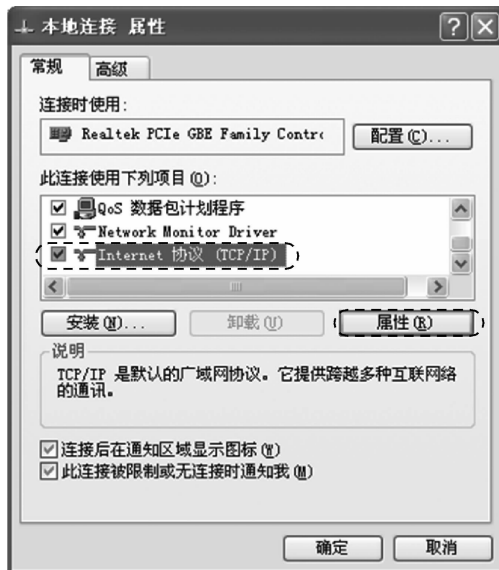 本地连接 属性
常规 高级
连接时使用:
Realtek PCIe GBE Family Contr
配置(C)...
此连接使用下列项目(O):
QoS 数据包计划程序
Network Monitor Driver
Internet 协议 (TCP/IP)
安装(N)... 卸载(U) 属性(R)
说明
TCP/IP 是默认的广域网协议。它提供跨越多种互联网络
的通讯。
连接后在通知区域显示图标(W)
此连接被限制或无连接时通知我(M)
确定 取消